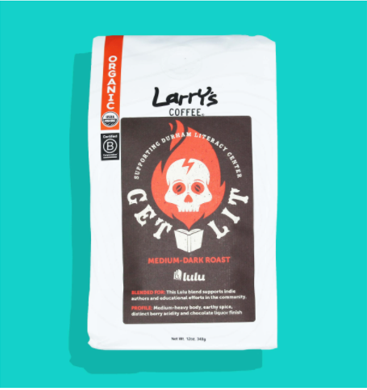 ORGANIC
USDA
ORGANIC
Certified
B
Corporation
Larry's
COFFEE
SUPPORTING DURHAM LITERACY CENTER
GET LIT
MEDIUM-DARK ROAST
lulu
BLENDED FOR: This Lulu blend supports indie
authors and educational efforts in the community.
PROFILE: Medium-heavy body, earthy spice,
distinct berry acidity and chocolate liquor finish
Net Wt. 12oz. 340g